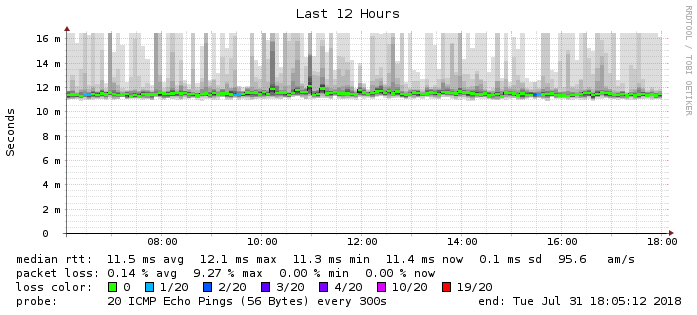 Last 12 Hours
RRDTOOL / TOBI OETIKER
Seconds
16 m
14 m
12 m
10 m
8 m
6 m
4 m
2 m
0
08:00 10:00 12:00 14:00 16:00 18:00
median rtt: 11.5 ms avg 12.1 ms max 11.3 ms min 11.4 ms now 0.1 ms sd 95.6 am/s
packet loss: 0.14 % avg 9.27 % max 0.00 % min 0.00 % now
loss color: 0 1/20 2/20 3/20 4/20 10/20 19/20
probe: 20 ICMP Echo Pings (56 Bytes) every 300s end: Tue Jul 31 18:05:12 2018